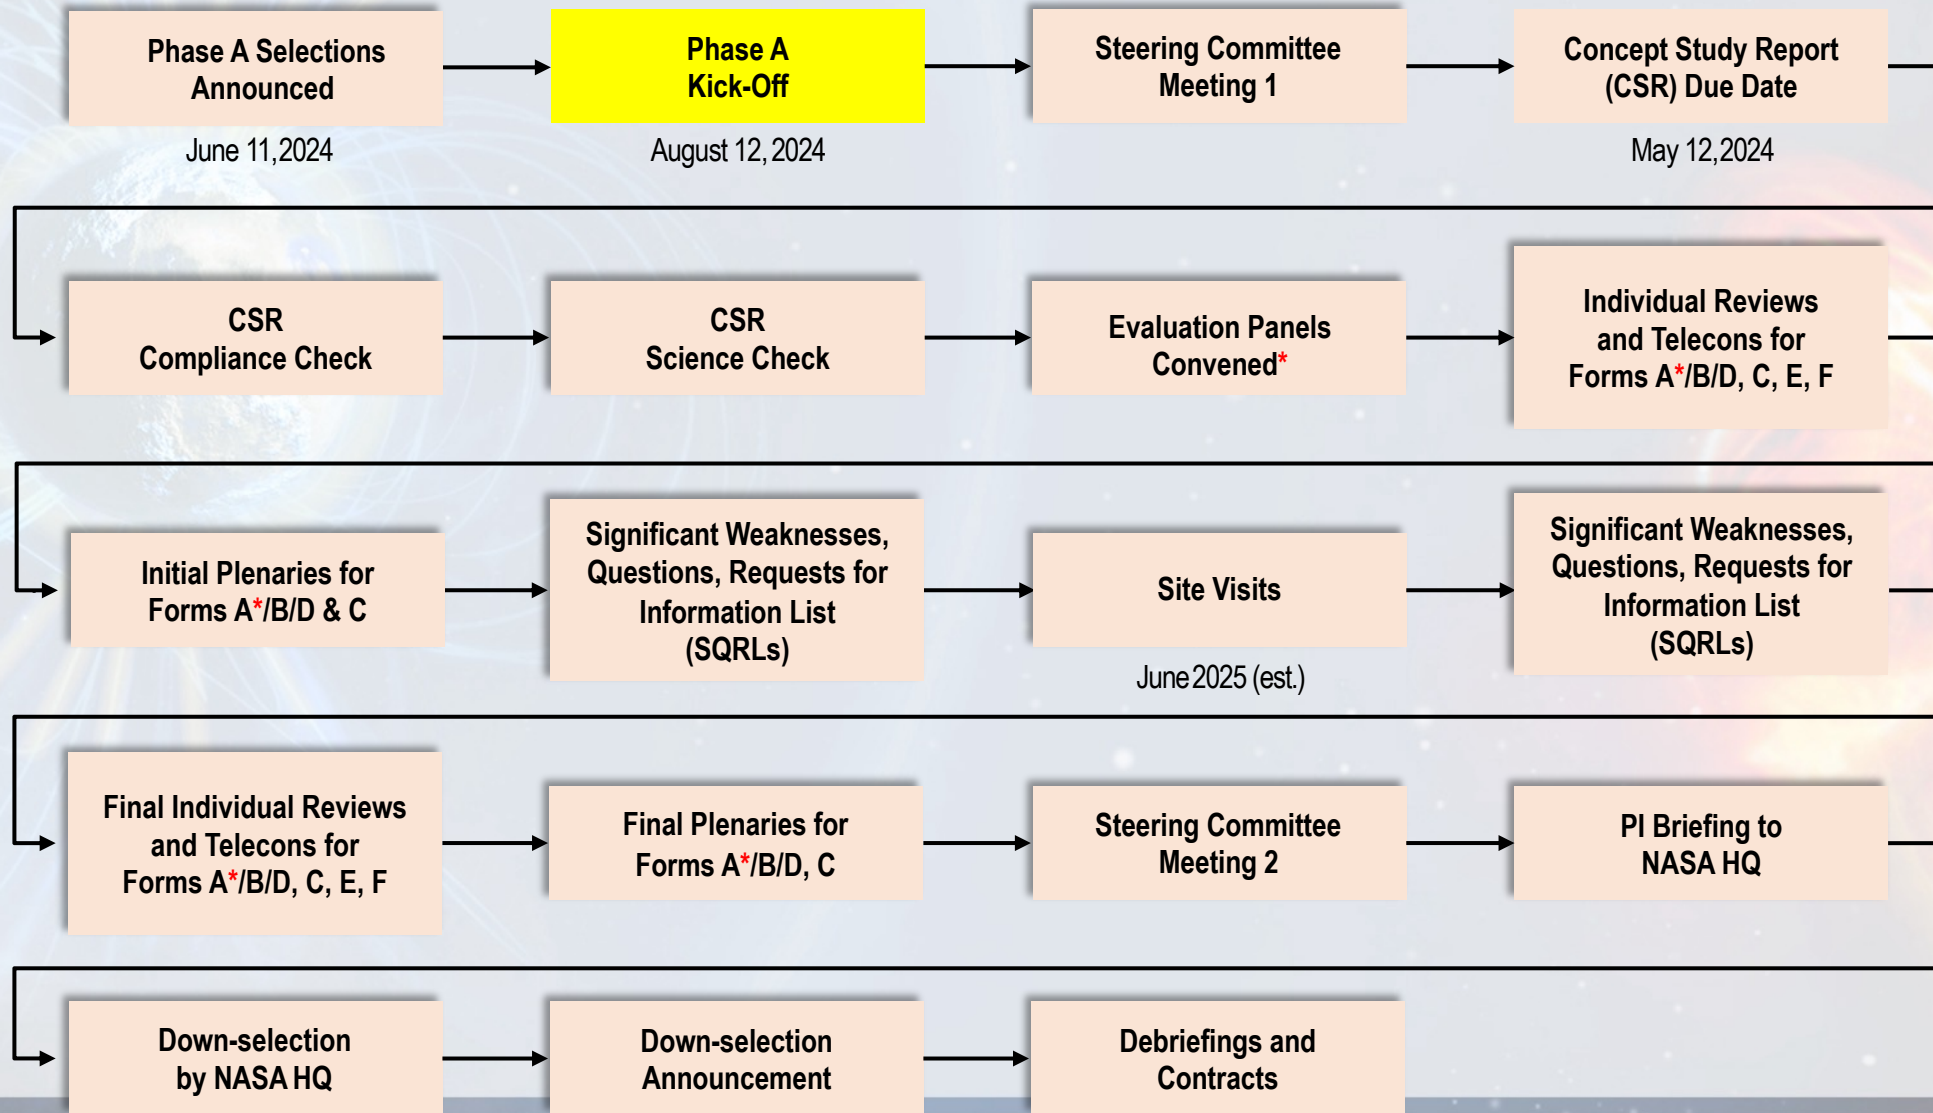 Phase A Selections
Announced
Phase A
Kick-Off
Steering Committee
Meeting 1
Concept Study Report
(CSR) Due Date
June 11,2024
August 12, 2024
May 12,2024
CSR
Compliance Check
CSR
Science Check
Evaluation Panels
Convened*
Individual Reviews
and Telecons for
Forms A*/B/D, C, E, F
Initial Plenaries for
Forms A*/B/D & C
Significant Weaknesses,
Questions, Requests for
Information List
(SQRLs)
Site Visits
June 2025 (est.)
Significant Weaknesses,
Questions, Requests for
Information List
(SQRLs)
Final Individual Reviews
and Telecons for
Forms A*/B/D, C, E, F
Final Plenaries for
Forms A*/B/D, C
Steering Committee
Meeting 2
PI Briefing to
NASA HQ
Down-selection
by NASA HQ
Down-selection
Announcement
Debriefings and
Contracts